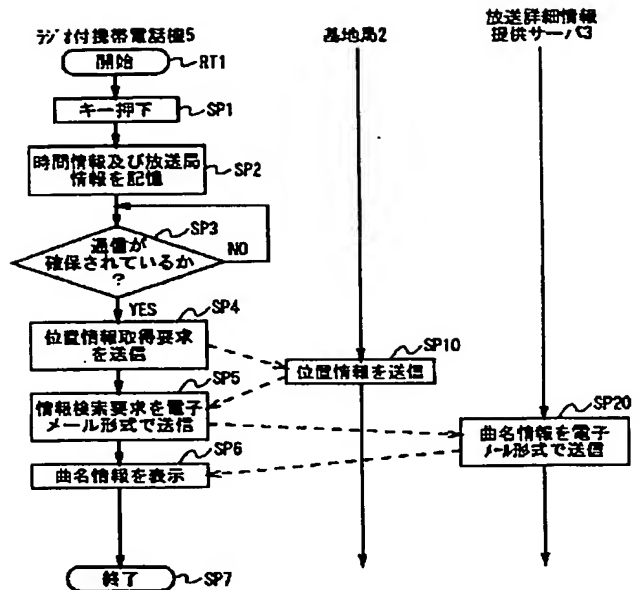 ラジオ付携帯電話機5
基地局2
放送詳細情報
提供サーバ3
開始
RT1
キー押下
SP1
時間情報及び放送局
情報を記憶
SP2
通信が
確保されているか
?
SP3
NO
YES
SP4
位置情報取得要求
を送信
SP10
位置情報を送信
SP5
情報検索要求を電子
メール形式で送信
SP20
曲名情報を電子
メール形式で送信
SP6
曲名情報を表示
終了
SP7